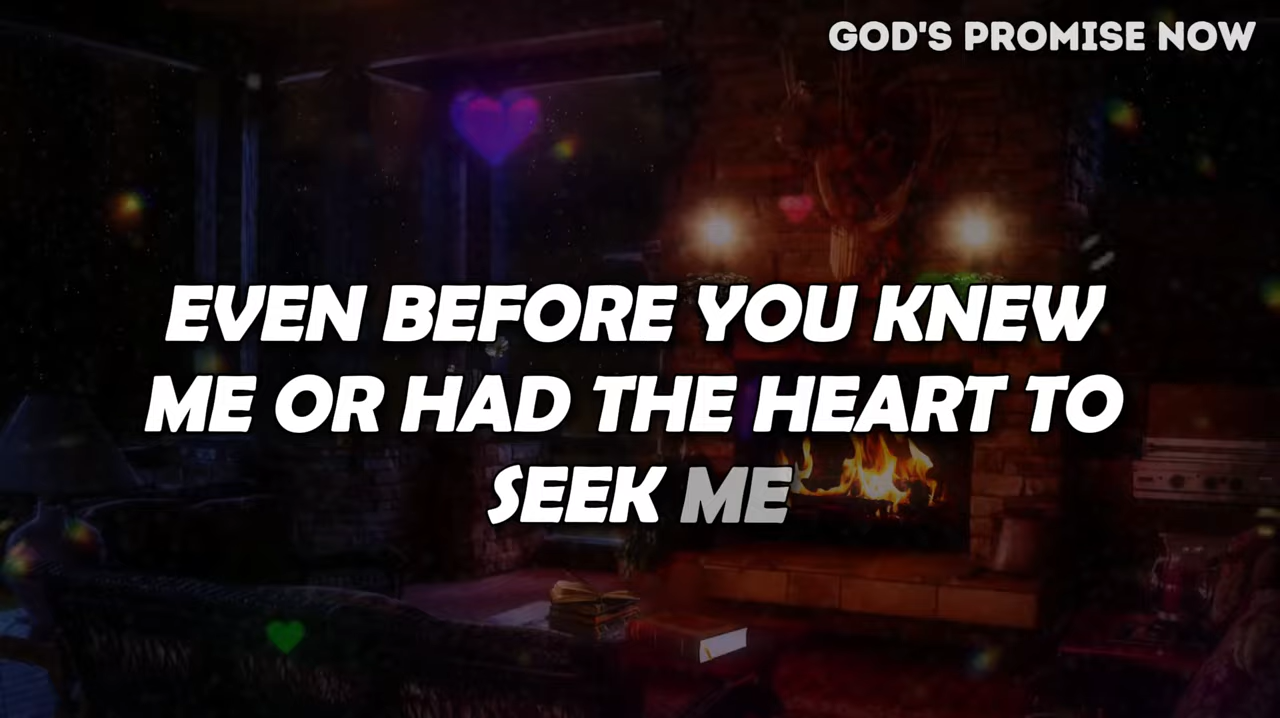 GOD'S PROMISE NOW
EVEN BEFORE YOU KNEW
ME OR HAD THE HEART TO
SEEK ME